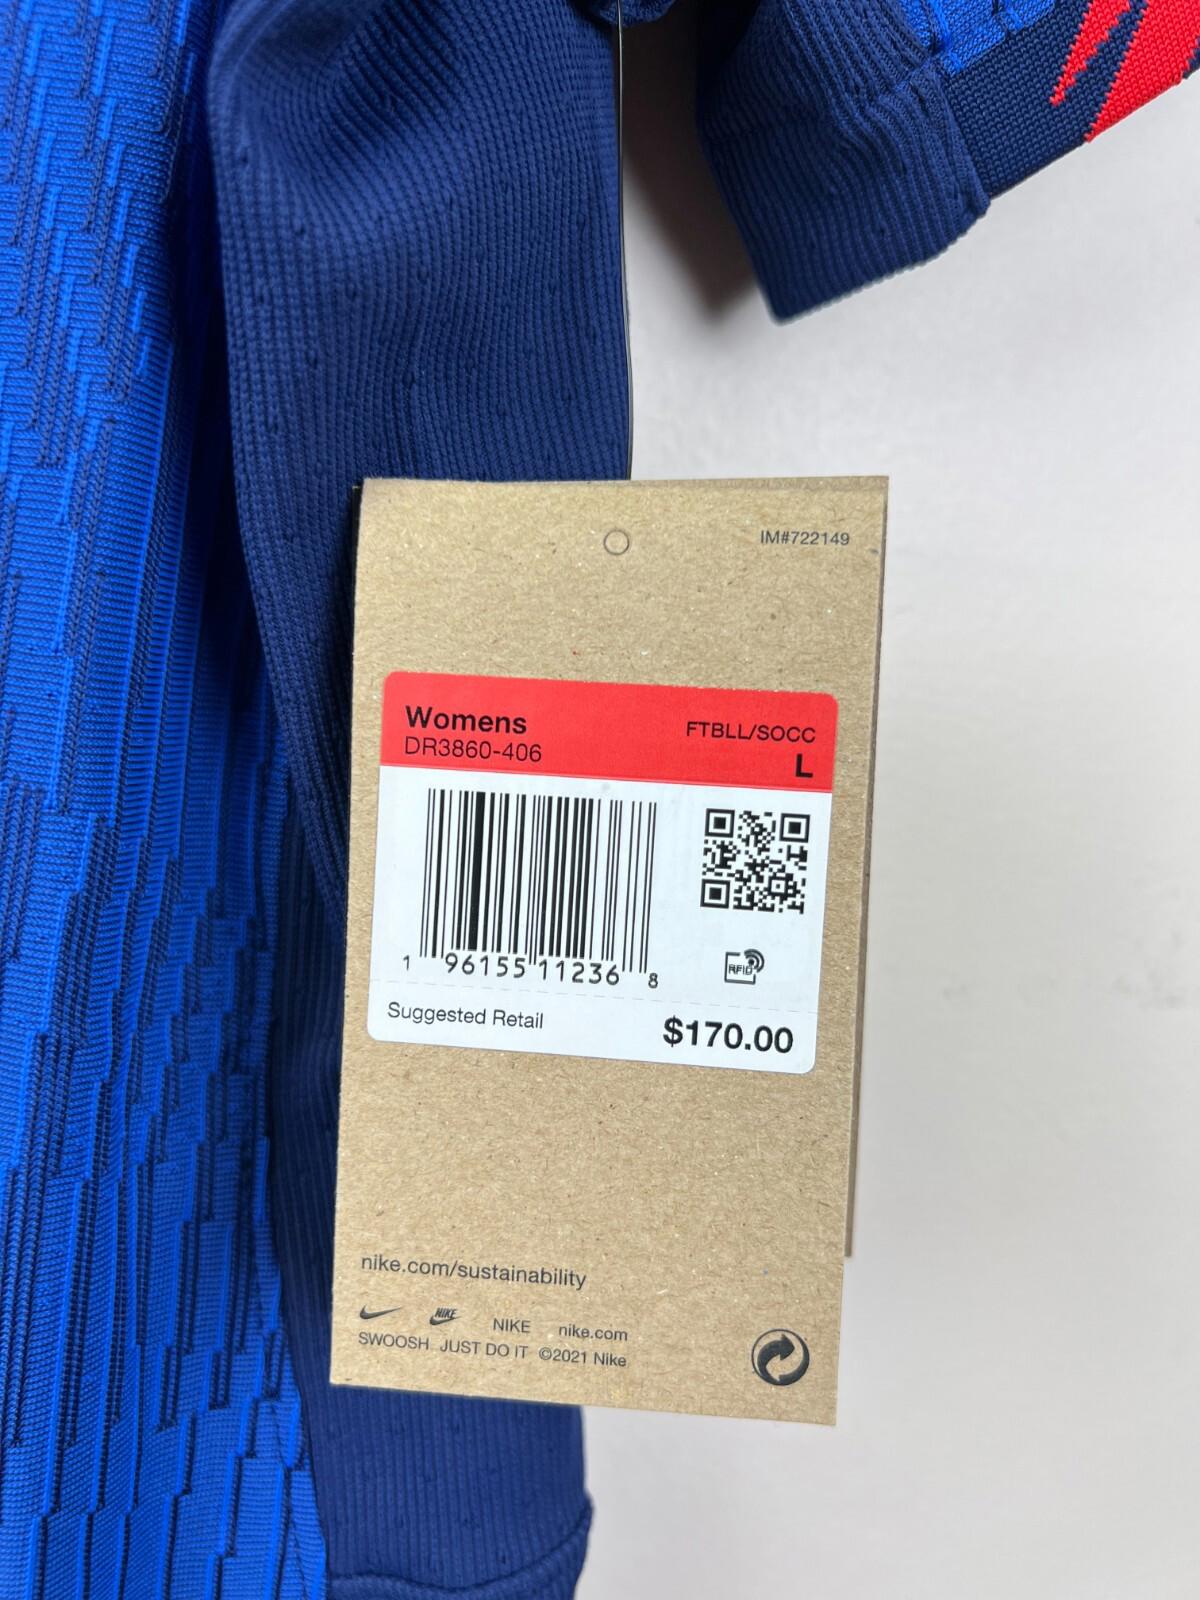 IM#722149
Womens
DR3860-406
FTBLL/SOCC
L
RFID
1 96155 11236 8
Suggested Retail
$170.00
nike.com/sustainability
NIKE NIKE nike.com
SWOOSH JUST DO IT ©2021 Nike